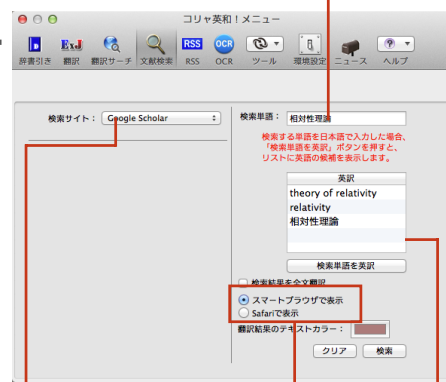 コリャ英和！メニュー
ExJ
RSS
OCR
?
辞書引き 翻訳 翻訳サーチ 文献検索 RSS OCR ツール 環境設定 ニュース ヘルプ
検索サイト： Google Scholar
検索単語： 相対性理論
検索する単語を日本語で入力した場合、
「検索単語を英訳」ボタンを押すと、
リストに英語の候補を表示します。
英訳
theory of relativity
relativity
相対性理論
検索単語を英訳
検索結果を全文翻訳
スマートブラウザで表示
Safariで表示
翻訳結果のテキストカラー：
クリア 検索